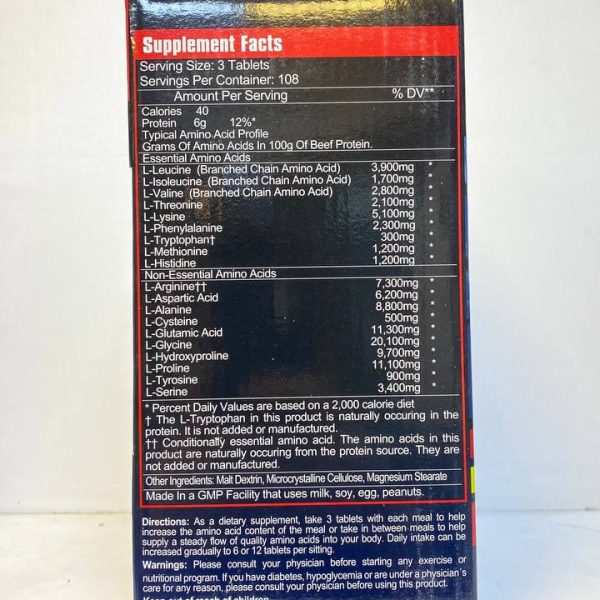 Supplement Facts
Serving Size: 3 Tablets
Servings Per Container: 108
Amount Per Serving % DV**
Calories 40
Protein 6g 12%*
Typical Amino Acid Profile
Grams Of Amino Acids In 100g Of Beef Protein.
Essential Amino Acids
L-Leucine (Branched Chain Amino Acid) 3,900mg *
L-Isoleucine (Branched Chain Amino Acid) 1,700mg *
L-Valine (Branched Chain Amino Acid) 2,800mg *
L-Threonine 2,100mg *
L-Lysine 5,100mg *
L-Phenylalanine 2,300mg *
L-Tryptophan† 300mg *
L-Methionine 1,200mg *
L-Histidine 1,200mg *
Non-Essential Amino Acids
L-Arginine†† 7,300mg *
L-Aspartic Acid 6,200mg *
L-Alanine 8,800mg *
L-Cysteine 500mg *
L-Glutamic Acid 11,300mg *
L-Glycine 20,100mg *
L-Hydroxyproline 9,700mg *
L-Proline 11,100mg *
L-Tyrosine 900mg *
L-Serine 3,400mg *
* Percent Daily Values are based on a 2,000 calorie diet
† The L-Tryptophan in this product is naturally occuring in the
protein. It is not added or manufactured.
†† Conditionally essential amino acid. The amino acids in this
product are naturally occuring from the protein source. They are
not added or manufactured.
Other Ingredients: Malt Dextrin, Microcrystalline Cellulose, Magnesium Stearate
Made In a GMP Facility that uses milk, soy, egg, peanuts.
Directions: As a dietary supplement, take 3 tablets with each meal to help
increase the amino acid content of the meal or take in between meals to help
supply a steady flow of quality amino acids into your body. Daily intake can be
increased gradually to 6 or 12 tablets per sitting.
Warnings: Please consult your physician before starting any exercise or
nutritional program. If you have diabetes, hypoglycemia or are under a physician´s
care for any reason, please consult your physician before using this product.
Keep out of reach of children